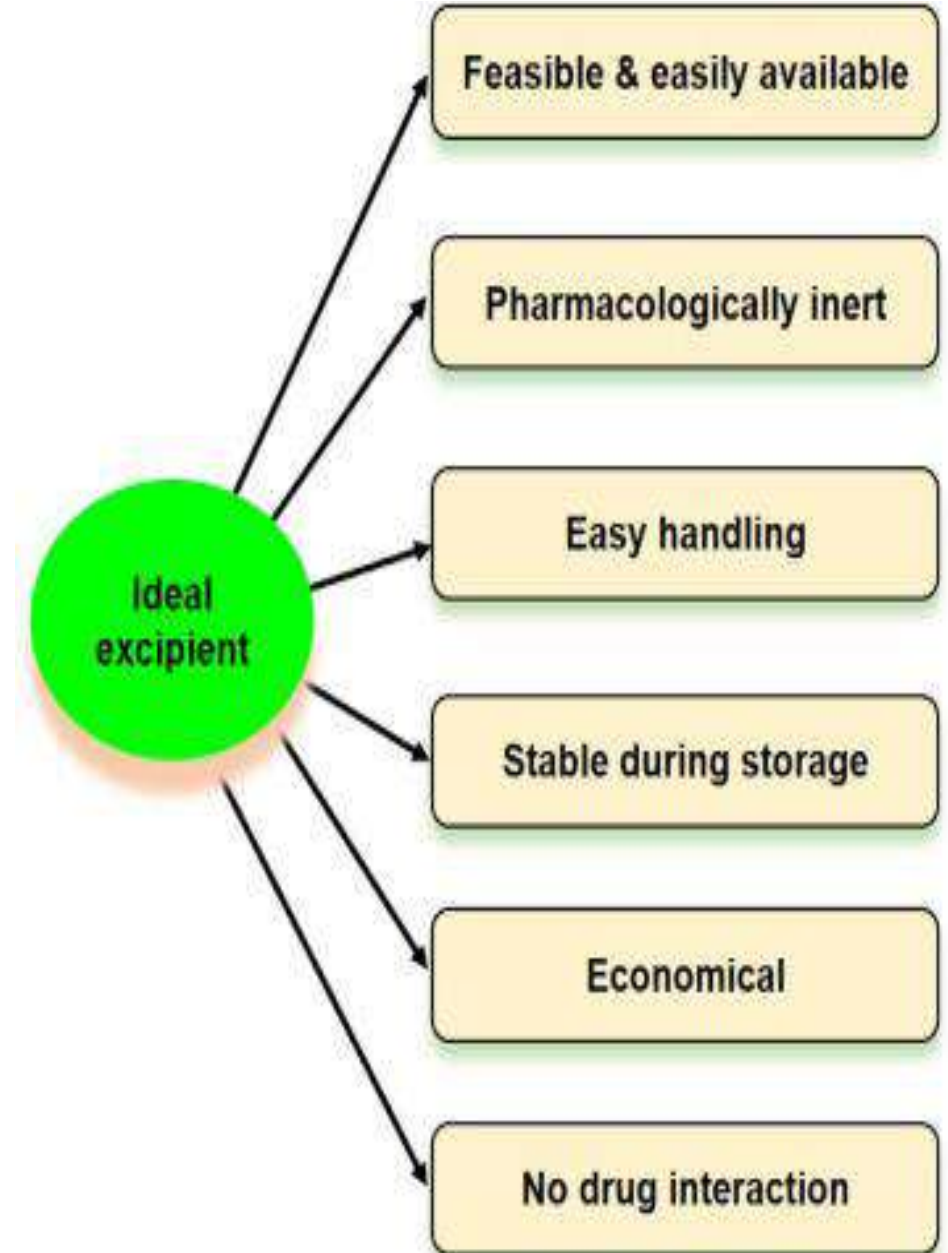 Feasible & easily available
Pharmacologically inert
Easy handling
Ideal
excipient
Stable during storage
Economical
No drug interaction